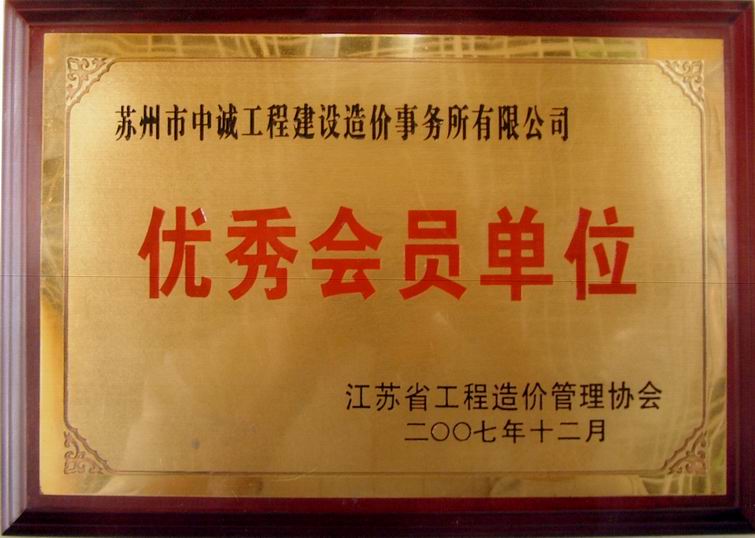 苏州市中诚工程建设造价事务所有限公司
优秀会员单位
江苏省工程造价管理协会
二〇〇七年十二月